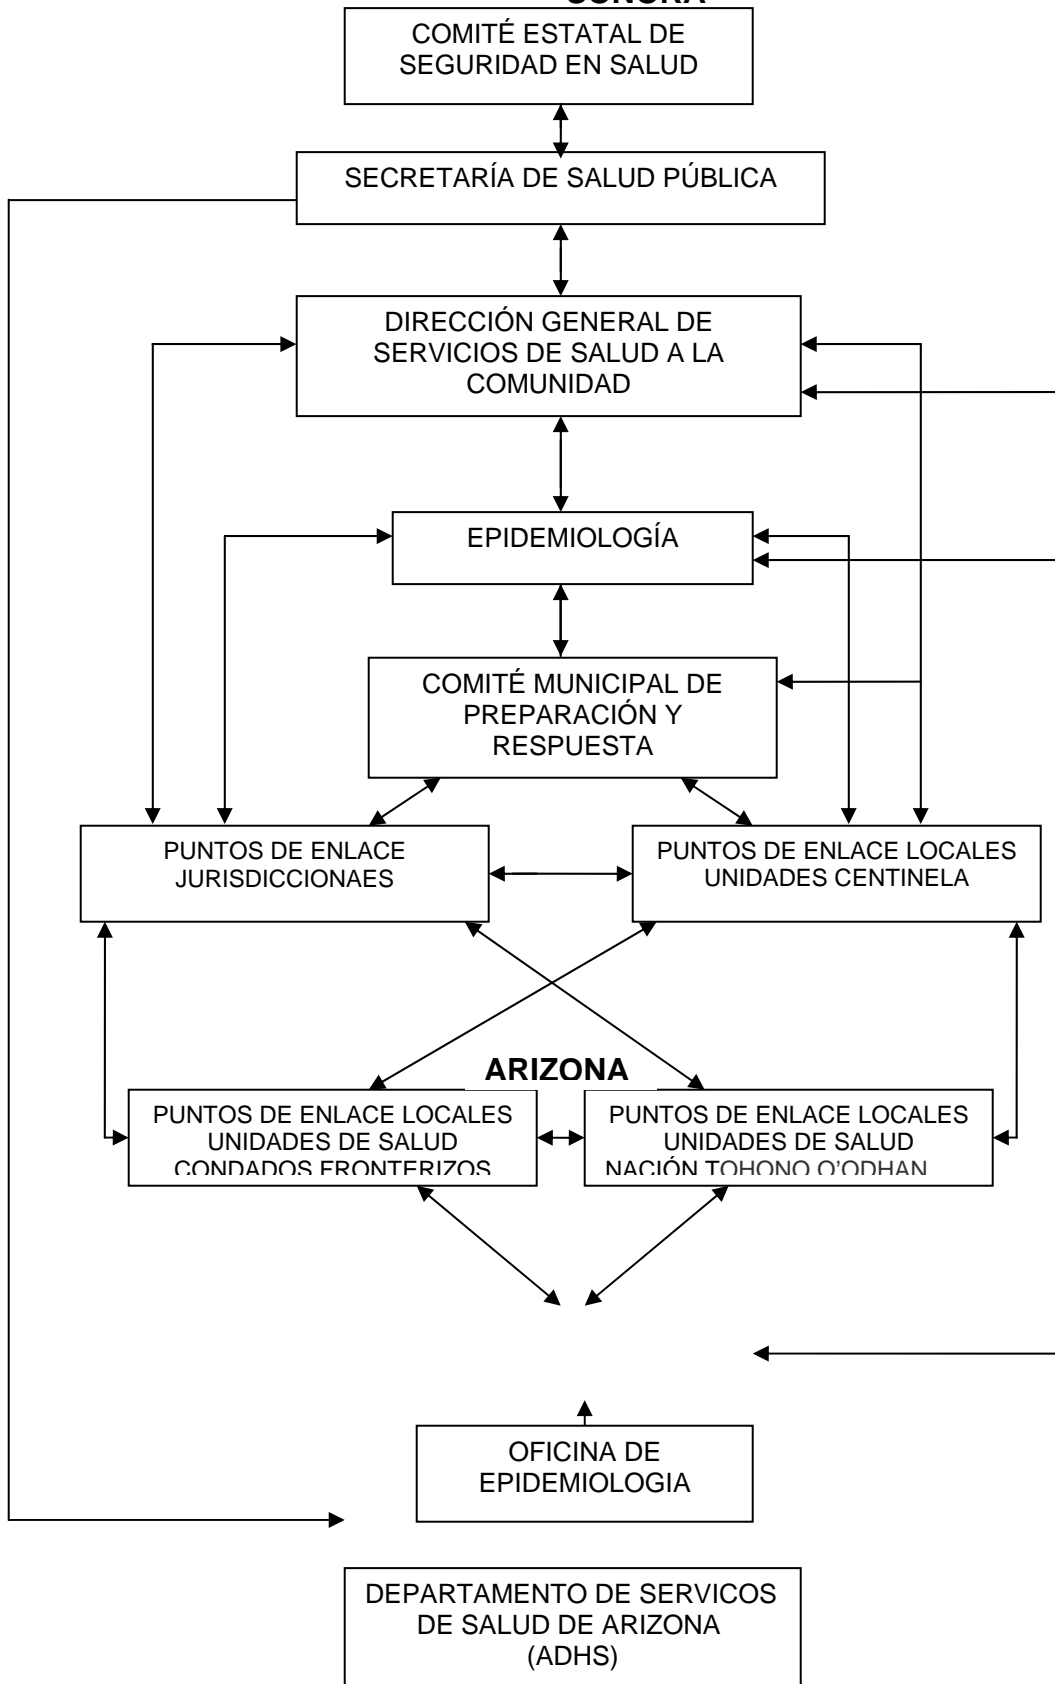 SONORA
COMITÉ ESTATAL DE
SEGURIDAD EN SALUD
SECRETARÍA DE SALUD PÚBLICA
DIRECCIÓN GENERAL DE
SERVICIOS DE SALUD A LA
COMUNIDAD
EPIDEMIOLOGÍA
COMITÉ MUNICIPAL DE
PREPARACIÓN Y
RESPUESTA
PUNTOS DE ENLACE
JURISDICCIONAES
PUNTOS DE ENLACE LOCALES
UNIDADES CENTINELA
ARIZONA
PUNTOS DE ENLACE LOCALES
UNIDADES DE SALUD
CONDADOS FRONTERIZOS
PUNTOS DE ENLACE LOCALES
UNIDADES DE SALUD
NACIÓN TOHONO O'ODHAN
OFICINA DE
EPIDEMIOLOGIA
DEPARTAMENTO DE SERVICOS
DE SALUD DE ARIZONA
(ADHS)